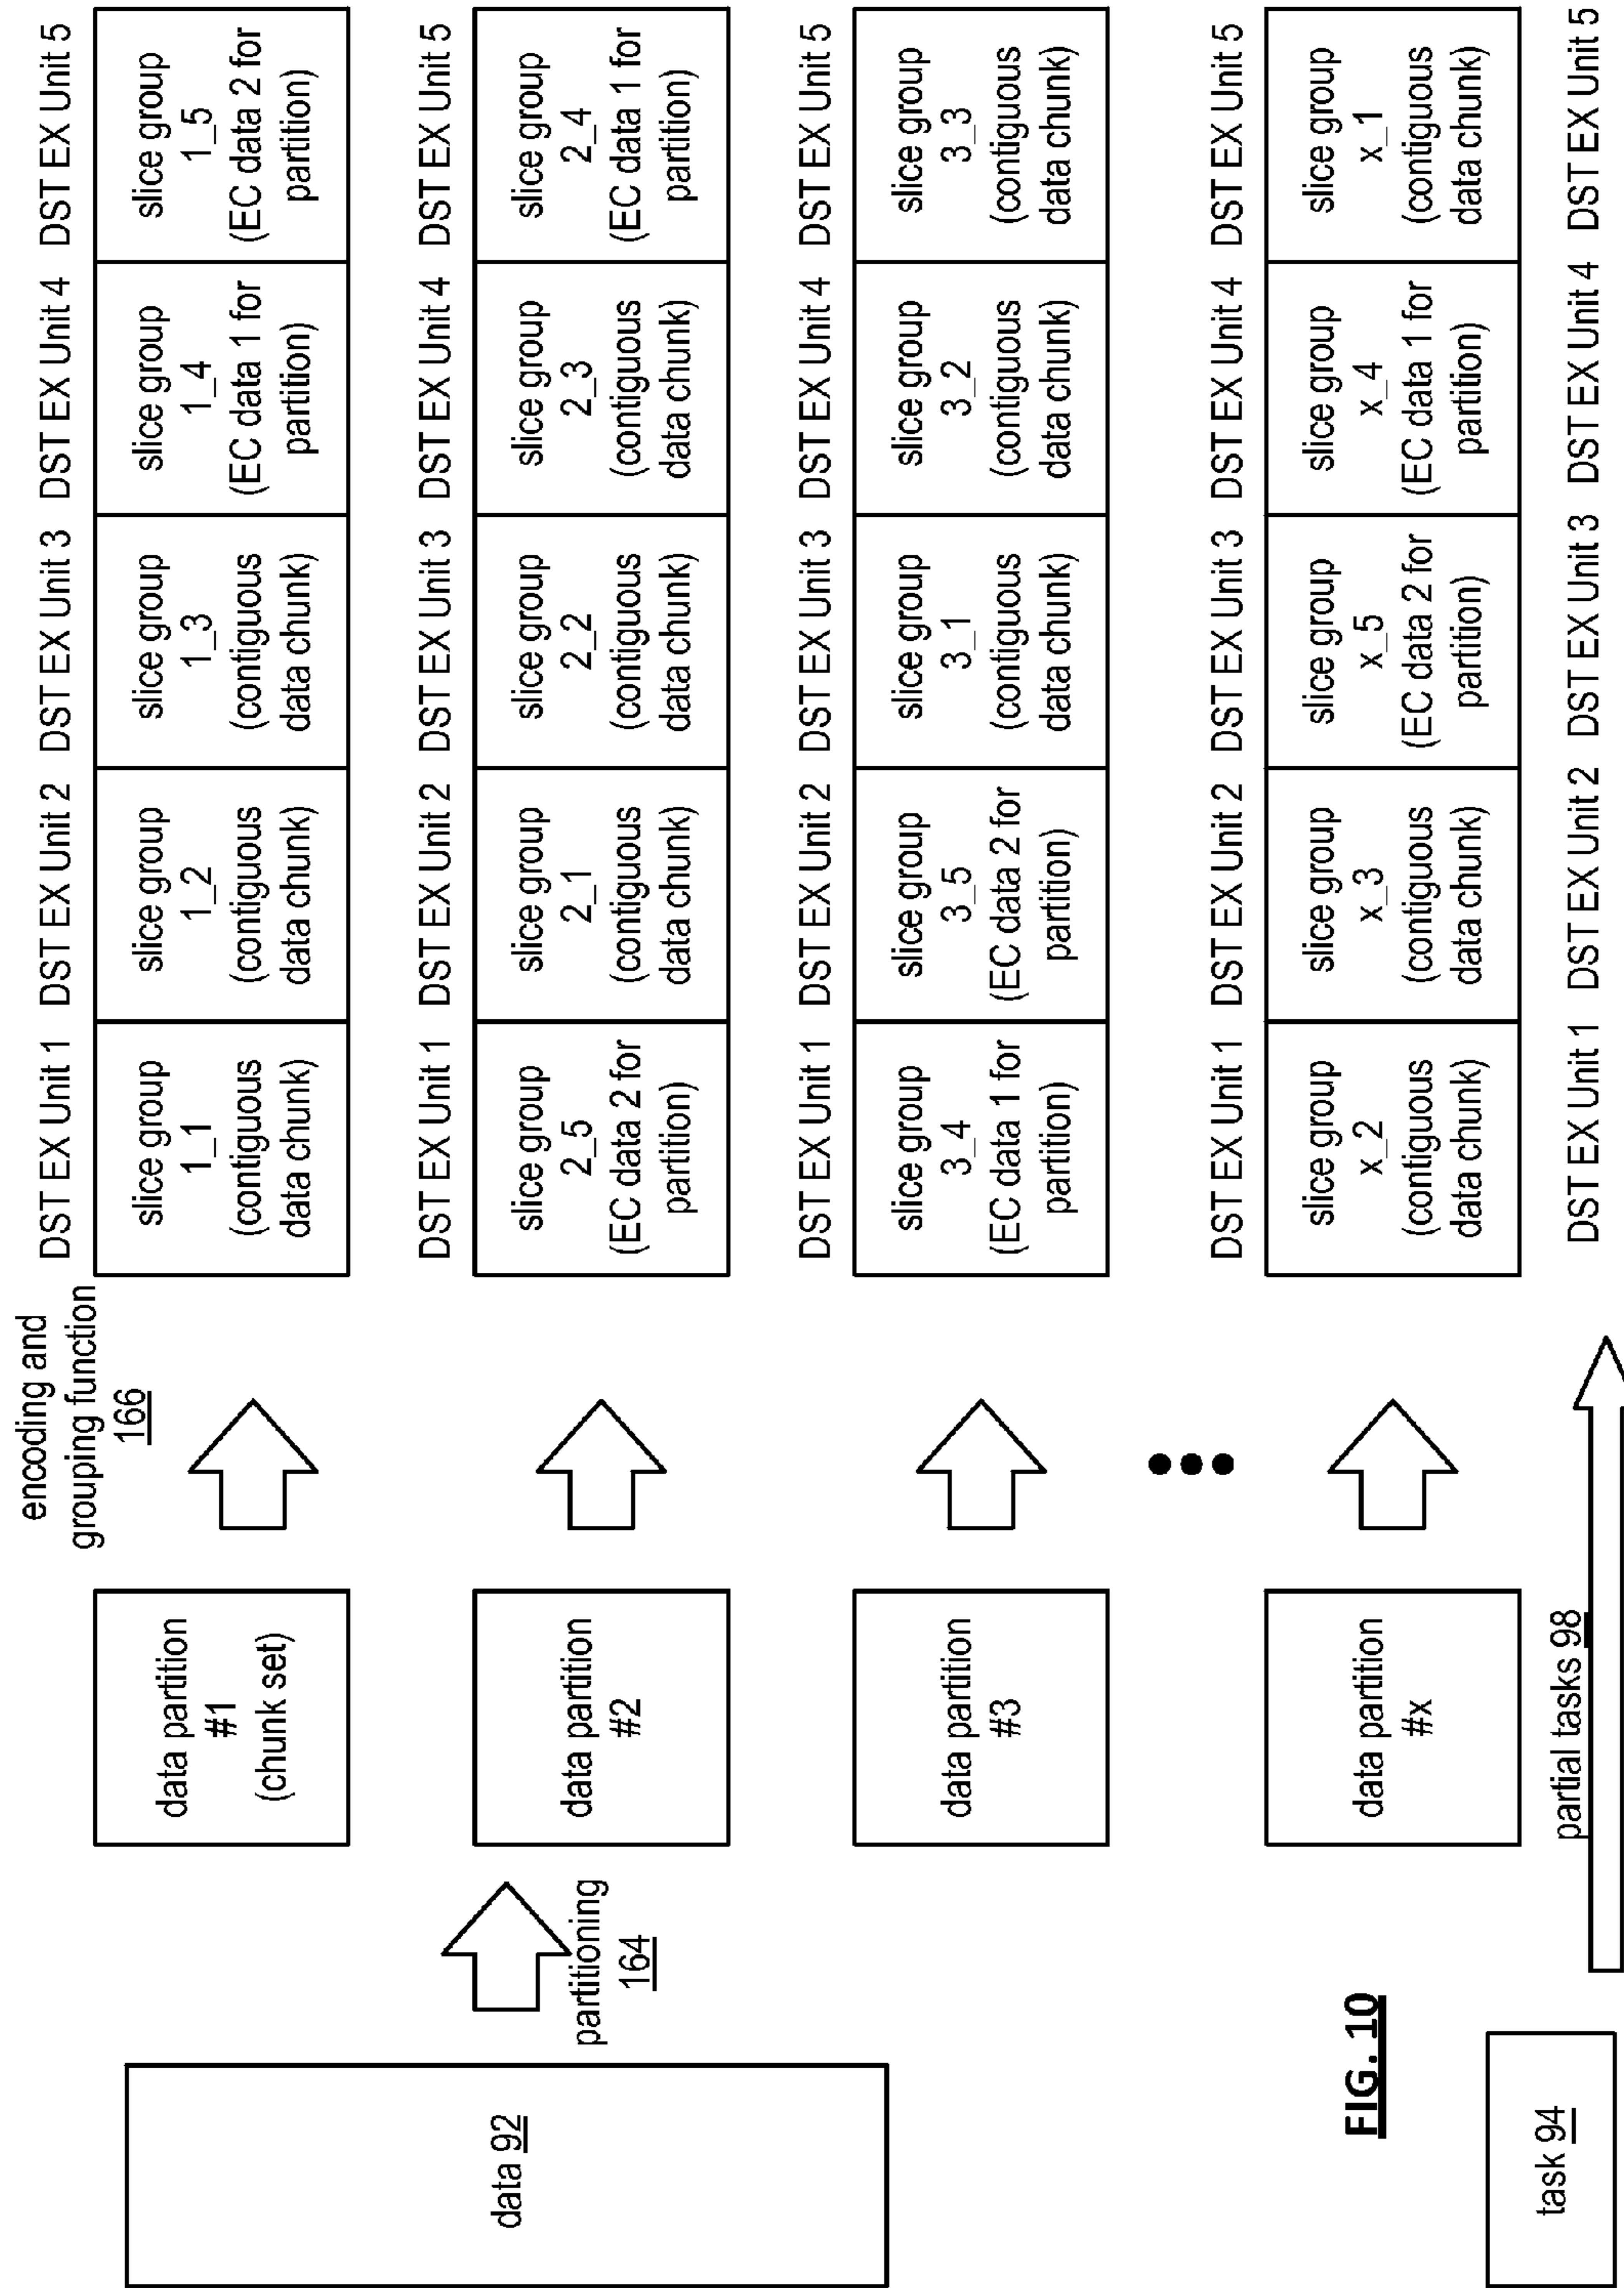 encoding and
grouping function
166
DST EX Unit 1 DST EX Unit 2 DST EX Unit 3 DST EX Unit 4 DST EX Unit 5
data partition
#1
(chunk set)
slice group
1_1
(contiguous
data chunk)
slice group
1_2
(contiguous
data chunk)
slice group
1_3
(contiguous
data chunk)
slice group
1_4
(EC data 1 for
partition)
slice group
1_5
(EC data 2 for
partition)
data 92
partitioning
164
DST EX Unit 1 DST EX Unit 2 DST EX Unit 3 DST EX Unit 4 DST EX Unit 5
data partition
#2
slice group
2_5
(EC data 2 for
partition)
slice group
2_1
(contiguous
data chunk)
slice group
2_2
(contiguous
data chunk)
slice group
2_3
(contiguous
data chunk)
slice group
2_4
(EC data 1 for
partition)
DST EX Unit 1 DST EX Unit 2 DST EX Unit 3 DST EX Unit 4 DST EX Unit 5
data partition
#3
slice group
3_4
(EC data 1 for
partition)
slice group
3_5
(EC data 2 for
partition)
slice group
3_1
(contiguous
data chunk)
slice group
3_2
(contiguous
data chunk)
slice group
3_3
(contiguous
data chunk)
DST EX Unit 1 DST EX Unit 2 DST EX Unit 3 DST EX Unit 4 DST EX Unit 5
data partition
#x
slice group
x_2
(contiguous
data chunk)
slice group
x_3
(contiguous
data chunk)
slice group
x_5
(EC data 2 for
partition)
slice group
x_4
(EC data 1 for
partition)
slice group
x_1
(contiguous
data chunk)
FIG. 10
task 94
partial tasks 98
DST EX Unit 1 DST EX Unit 2 DST EX Unit 3 DST EX Unit 4 DST EX Unit 5